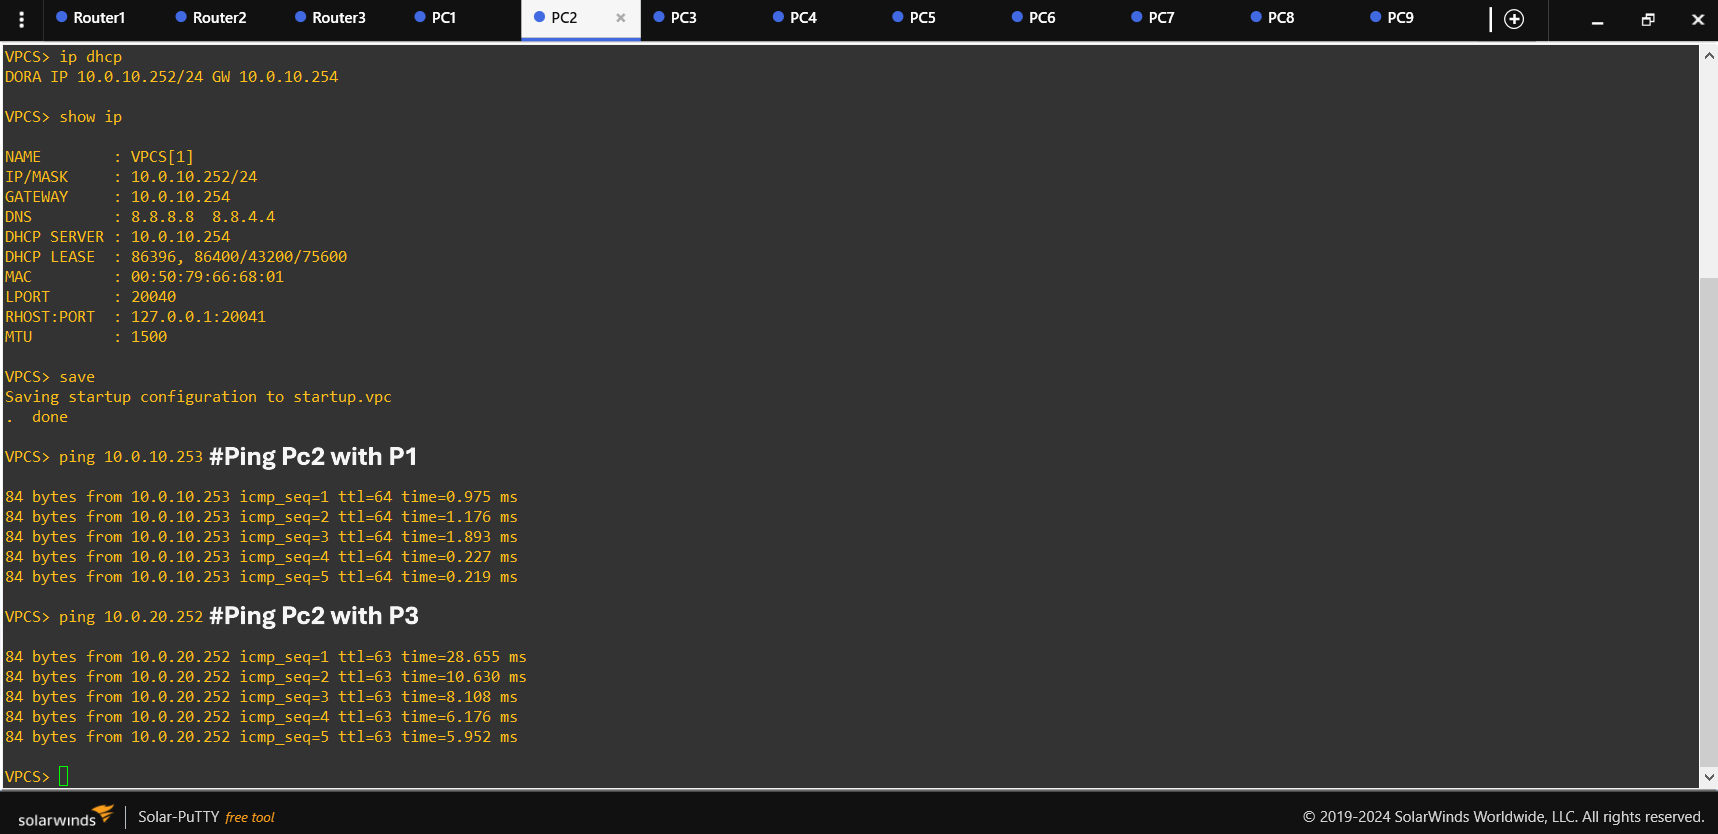 Router1 Router2 Router3 PC1 PC2 PC3 PC4 PC5 PC6 PC7 PC8 PC9
VPCS> ip dhcp
DORA IP 10.0.10.252/24 GW 10.0.10.254
VPCS> show ip
NAME        : VPCS[1]
IP/MASK     : 10.0.10.252/24
GATEWAY     : 10.0.10.254
DNS         : 8.8.8.8  8.8.4.4
DHCP SERVER : 10.0.10.254
DHCP LEASE  : 86396, 86400/43200/75600
MAC         : 00:50:79:66:68:01
LPORT       : 20040
RHOST:PORT  : 127.0.0.1:20041
MTU         : 1500
VPCS> save
Saving startup configuration to startup.vpc
.  done
VPCS> ping 10.0.10.253 #Ping Pc2 with P1
84 bytes from 10.0.10.253 icmp_seq=1 ttl=64 time=0.975 ms
84 bytes from 10.0.10.253 icmp_seq=2 ttl=64 time=1.176 ms
84 bytes from 10.0.10.253 icmp_seq=3 ttl=64 time=1.893 ms
84 bytes from 10.0.10.253 icmp_seq=4 ttl=64 time=0.227 ms
84 bytes from 10.0.10.253 icmp_seq=5 ttl=64 time=0.219 ms
VPCS> ping 10.0.20.252 #Ping Pc2 with P3
84 bytes from 10.0.20.252 icmp_seq=1 ttl=63 time=28.655 ms
84 bytes from 10.0.20.252 icmp_seq=2 ttl=63 time=10.630 ms
84 bytes from 10.0.20.252 icmp_seq=3 ttl=63 time=8.108 ms
84 bytes from 10.0.20.252 icmp_seq=4 ttl=63 time=6.176 ms
84 bytes from 10.0.20.252 icmp_seq=5 ttl=63 time=5.952 ms
VPCS>
solarwinds Solar-PuTTY free tool © 2019-2024 SolarWinds Worldwide, LLC. All rights reserved.